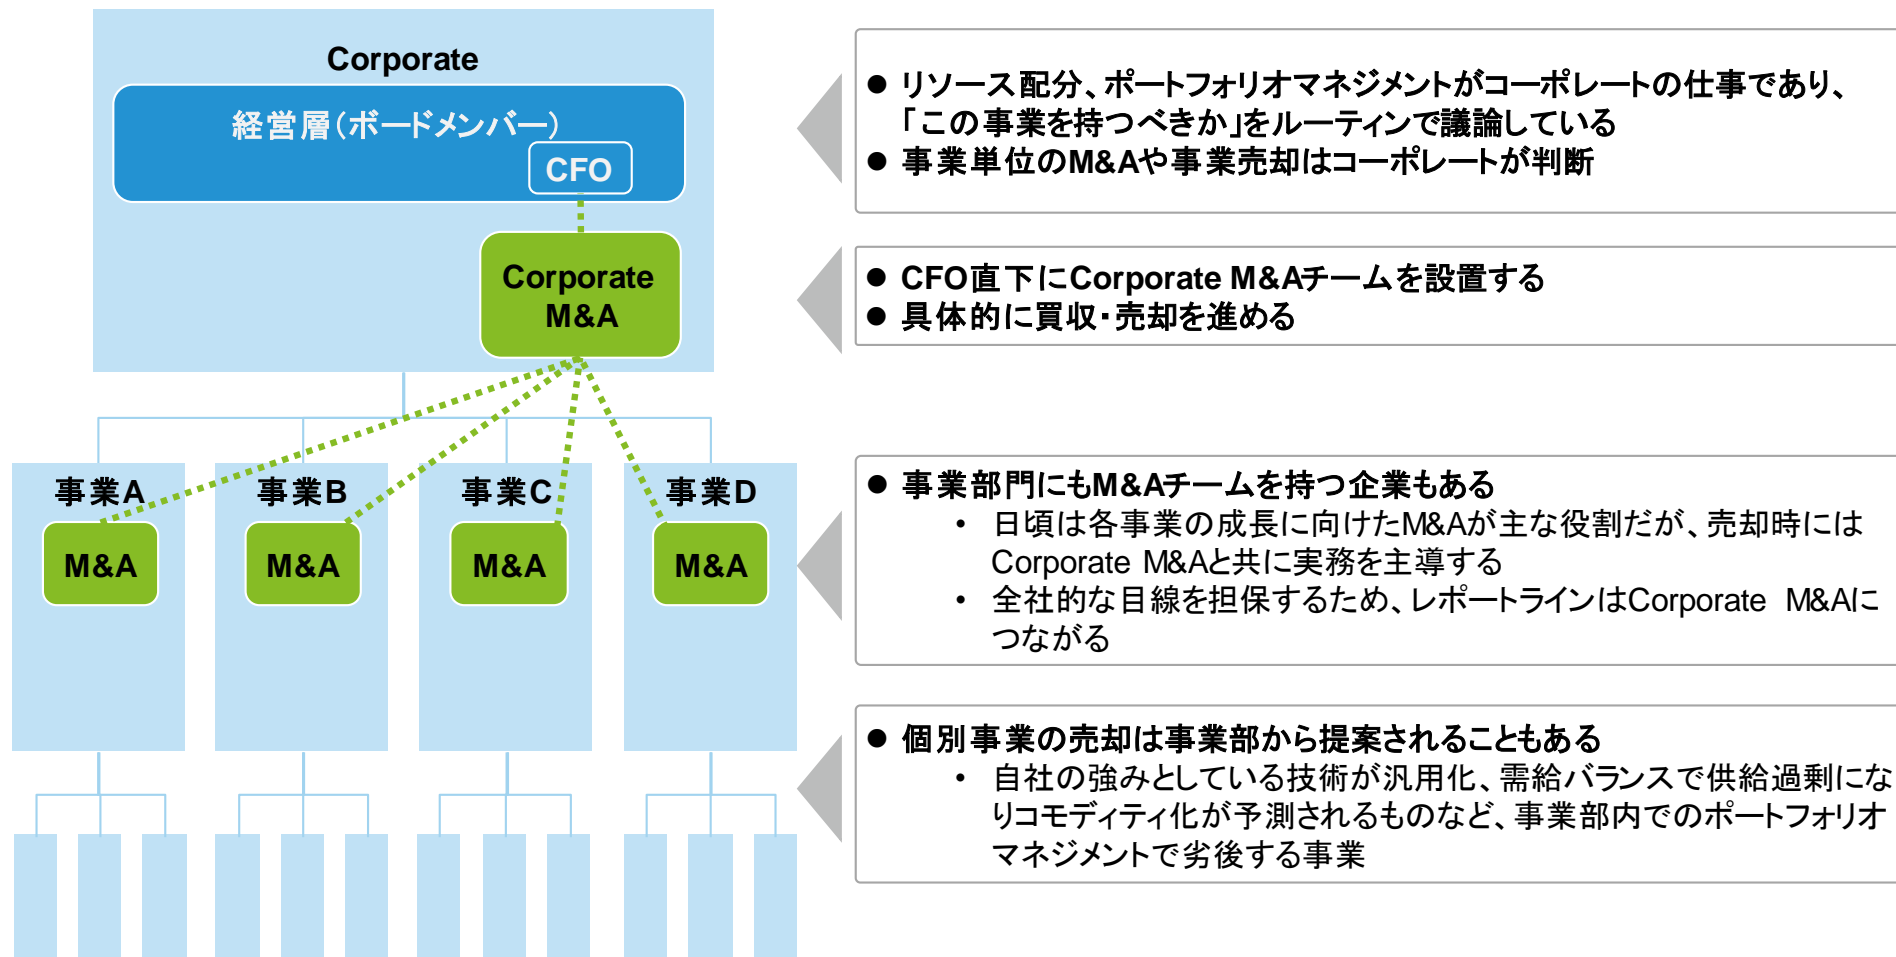 Corporate
経営層（ボードメンバー）
CFO
Corporate
M&A
事業A
事業B
事業C
事業D
M&A
M&A
M&A
M&A
● リソース配分、ポートフォリオマネジメントがコーポレートの仕事であり、
「この事業を持つべきか」をルーティンで議論している
● 事業単位のM&Aや事業売却はコーポレートが判断
● CFO直下にCorporate M&Aチームを設置する
● 具体的に買収・売却を進める
● 事業部門にもM&Aチームを持つ企業もある
• 日頃は各事業の成長に向けたM&Aが主な役割だが、売却時には
Corporate M&Aと共に実務を主導する
• 全社的な目線を担保するため、レポートラインはCorporate M&Aに
つながる
● 個別事業の売却は事業部から提案されることもある
• 自社の強みとしている技術が汎用化、需給バランスで供給過剰にな
りコモディティ化が予測されるものなど、事業部内でのポートフォリオ
マネジメントで劣後する事業